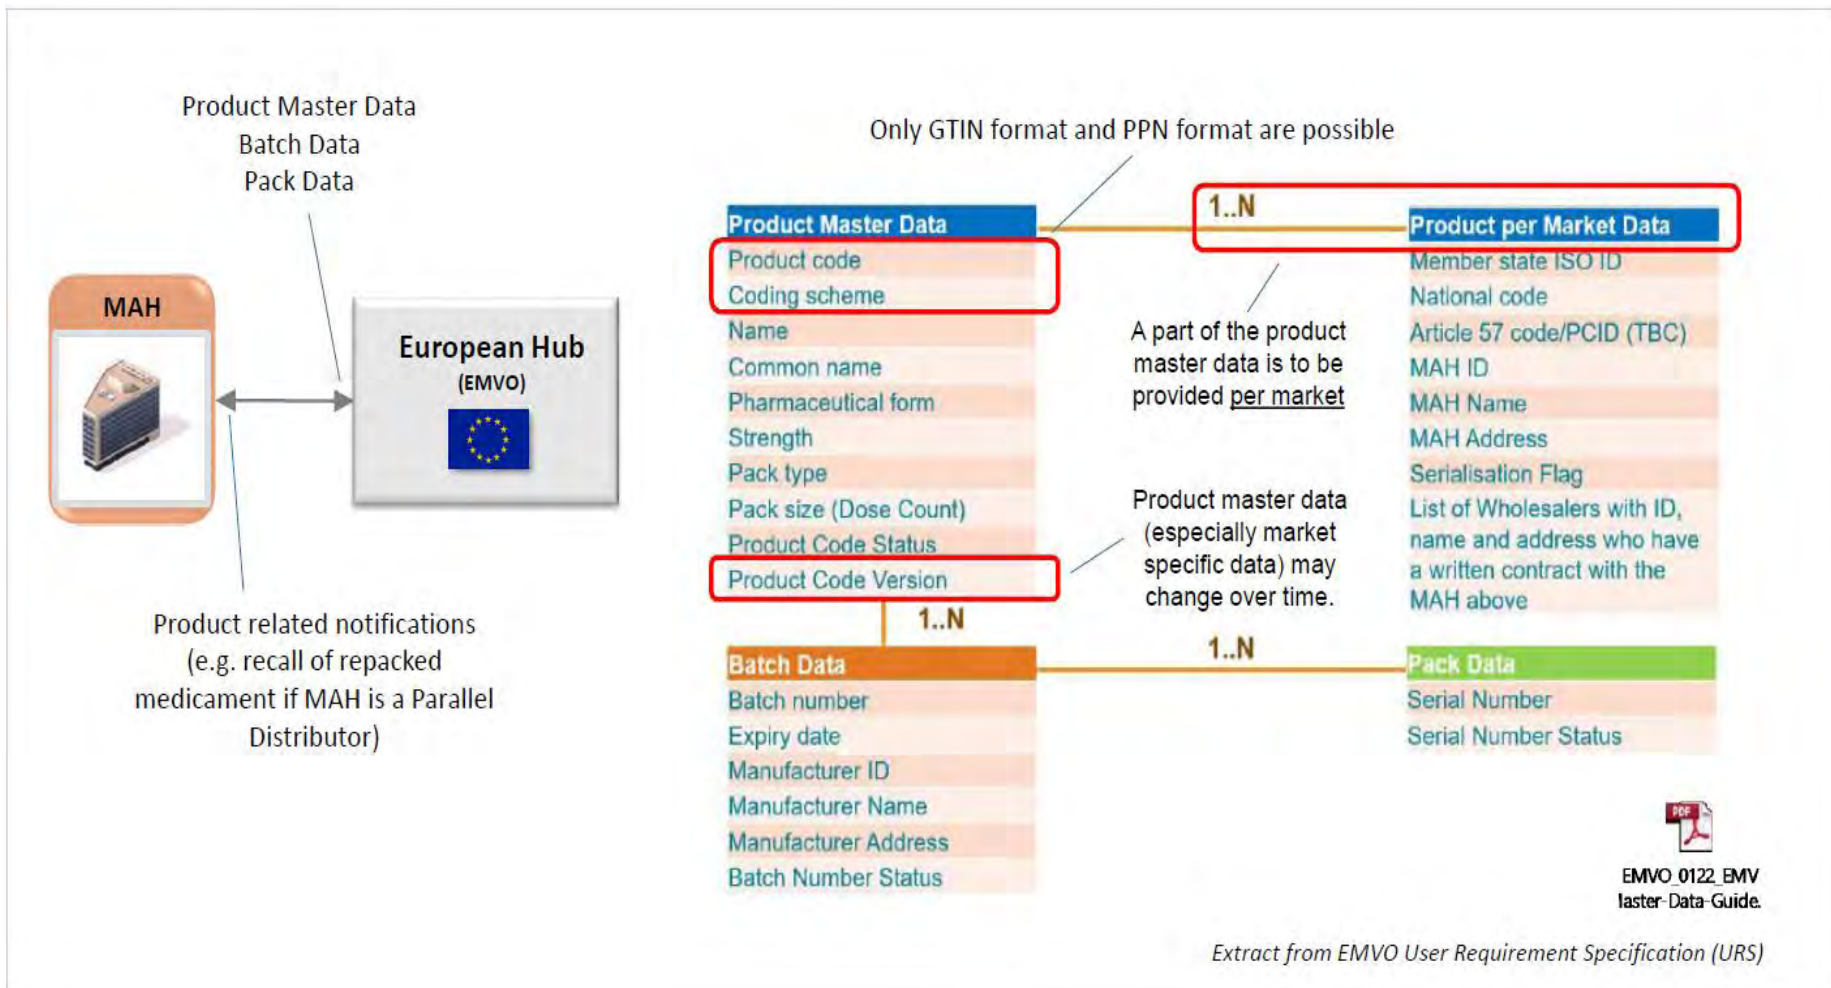 Product Master Data
Batch Data
Pack Data
MAH
European Hub
(EMVO)
Product related notifications
(e.g. recall of repacked
medicament if MAH is a Parallel
Distributor)
Only GTIN format and PPN format are possible
Product Master Data
Product code
Coding scheme
Name
Common name
Pharmaceutical form
Strength
Pack type
Pack size (Dose Count)
Product Code Status
Product Code Version
1..N
A part of the product
master data is to be
provided per market
Product master data
(especially market
specific data) may
change over time.
1..N
Product per Market Data
Member state ISO ID
National code
Article 57 code/PCID (TBC)
MAH ID
MAH Name
MAH Address
Serialisation Flag
List of Wholesalers with ID,
name and address who have
a written contract with the
MAH above
Batch Data
Batch number
Expiry date
Manufacturer ID
Manufacturer Name
Manufacturer Address
Batch Number Status
1..N
Pack Data
Serial Number
Serial Number Status
PDF
EMVO_0122_EMV
laster-Data-Guide.
Extract from EMVO User Requirement Specification (URS)